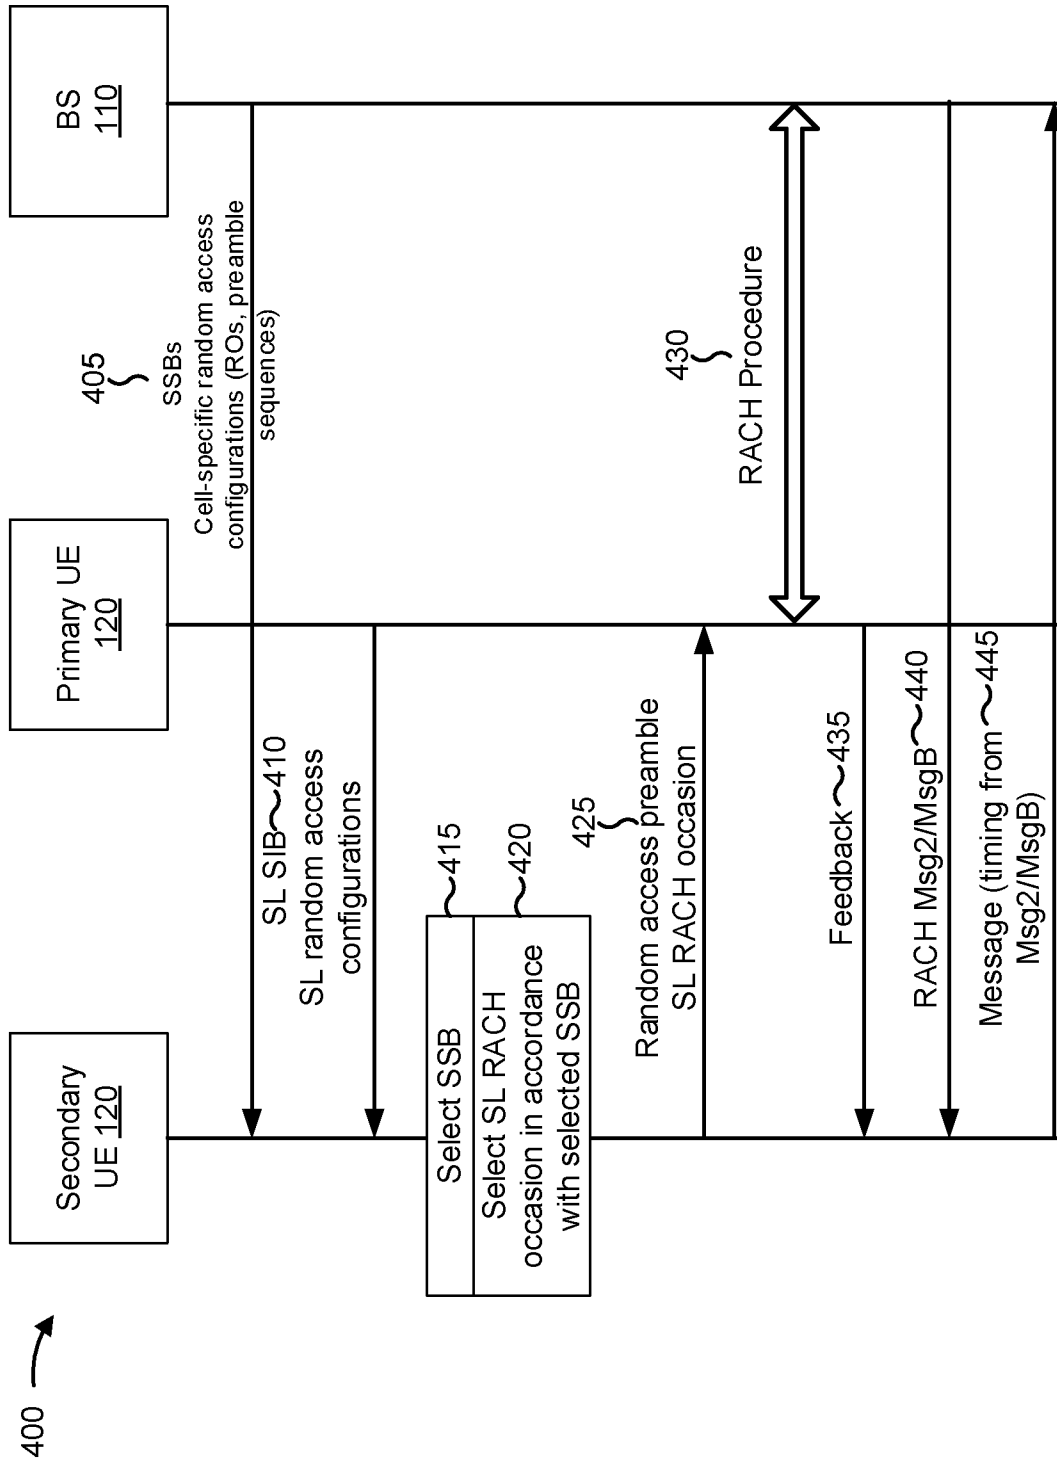 400
Secondary
UE 120
Primary UE
120
BS
110
405
SSBs
Cell-specific random access
configurations (ROs, preamble
sequences)
SL SIB 410
SL random access
configurations
Select SSB
415
Select SL RACH
occasion in accordance
with selected SSB
420
425
Random access preamble
SL RACH occasion
430
RACH Procedure
Feedback 435
RACH Msg2/MsgB 440
Message (timing from 445
Msg2/MsgB)